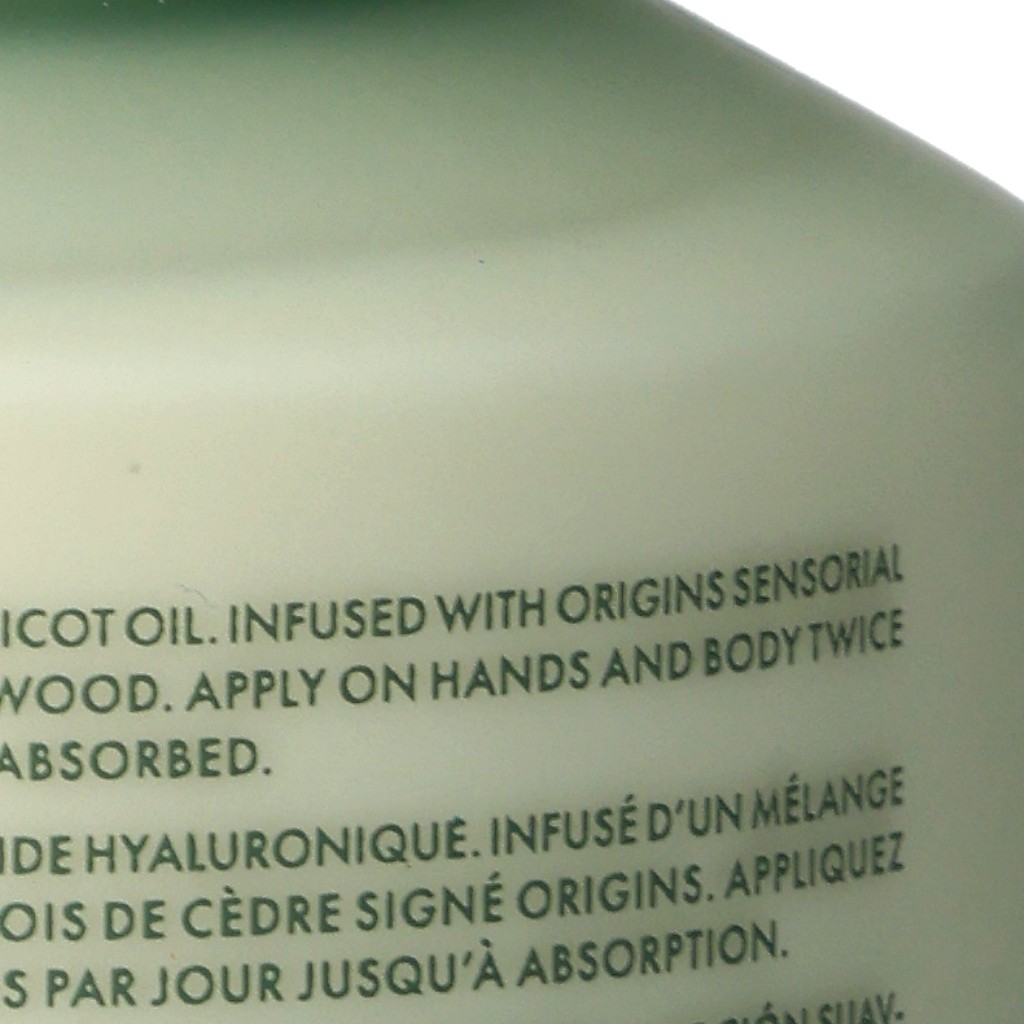 ICOT OIL. INFUSED WITH ORIGINS SENSORIAL
WOOD. APPLY ON HANDS AND BODY TWICE
ABSORBED.
IDE HYALURONIQUE. INFUSÉ D'UN MÉLANGE
OIS DE CÈDRE SIGNÉ ORIGINS. APPLIQUEZ
S PAR JOUR JUSQU'À ABSORPTION.
SUAV-